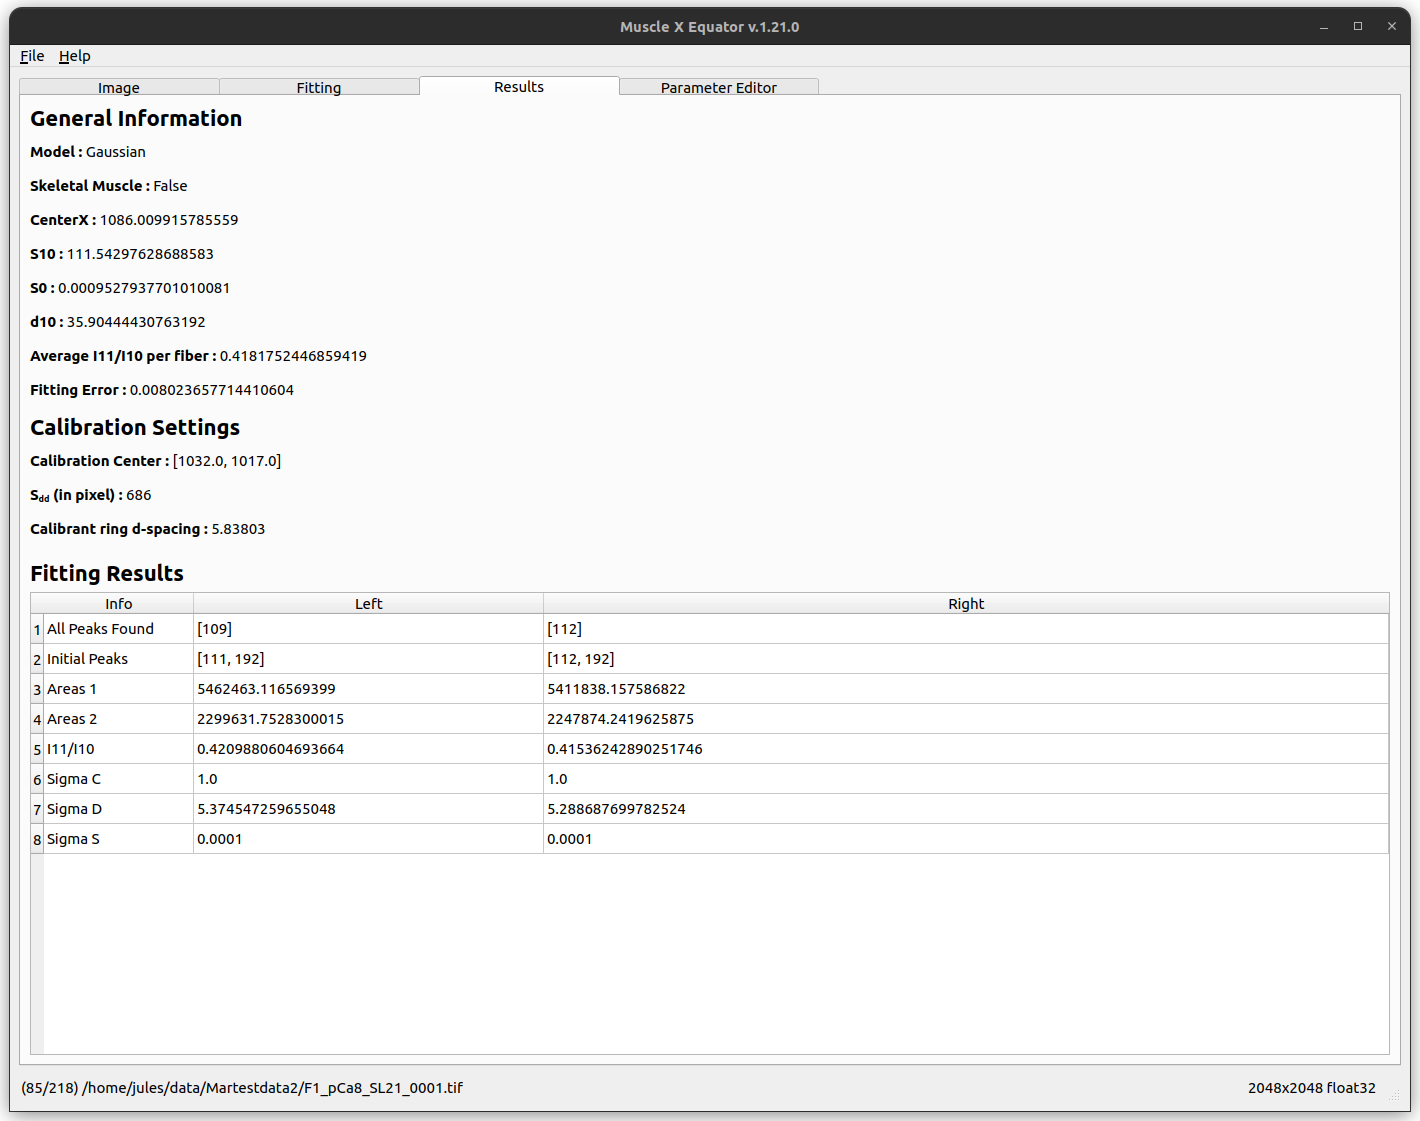 Muscle X Equator v.1.21.0
File Help
Image Fitting Results Parameter Editor
General Information
Model : Gaussian
Skeletal Muscle : False
CenterX : 1086.009915785559
S10 : 111.54297628688583
S0 : 0.0009527937701010081
d10 : 35.90444430763192
Average I11/I10 per fiber : 0.4181752446859419
Fitting Error : 0.008023657714410604
Calibration Settings
Calibration Center : [1032.0, 1017.0]
Sdd (in pixel) : 686
Calibrant ring d-spacing : 5.83803
Fitting Results
Info Left Right
1 All Peaks Found [109] [112]
2 Initial Peaks [111, 192] [112, 192]
3 Areas 1 5462463.116569399 5411838.157586822
4 Areas 2 2299631.7528300015 2247874.2419625875
5 I11/I10 0.4209880604693664 0.41536242890251746
6 Sigma C 1.0 1.0
7 Sigma D 5.374547259655048 5.288687699782524
8 Sigma S 0.0001 0.0001
(85/218) /home/jules/data/Martestdata2/F1_pCa8_SL21_0001.tif 2048x2048 float32